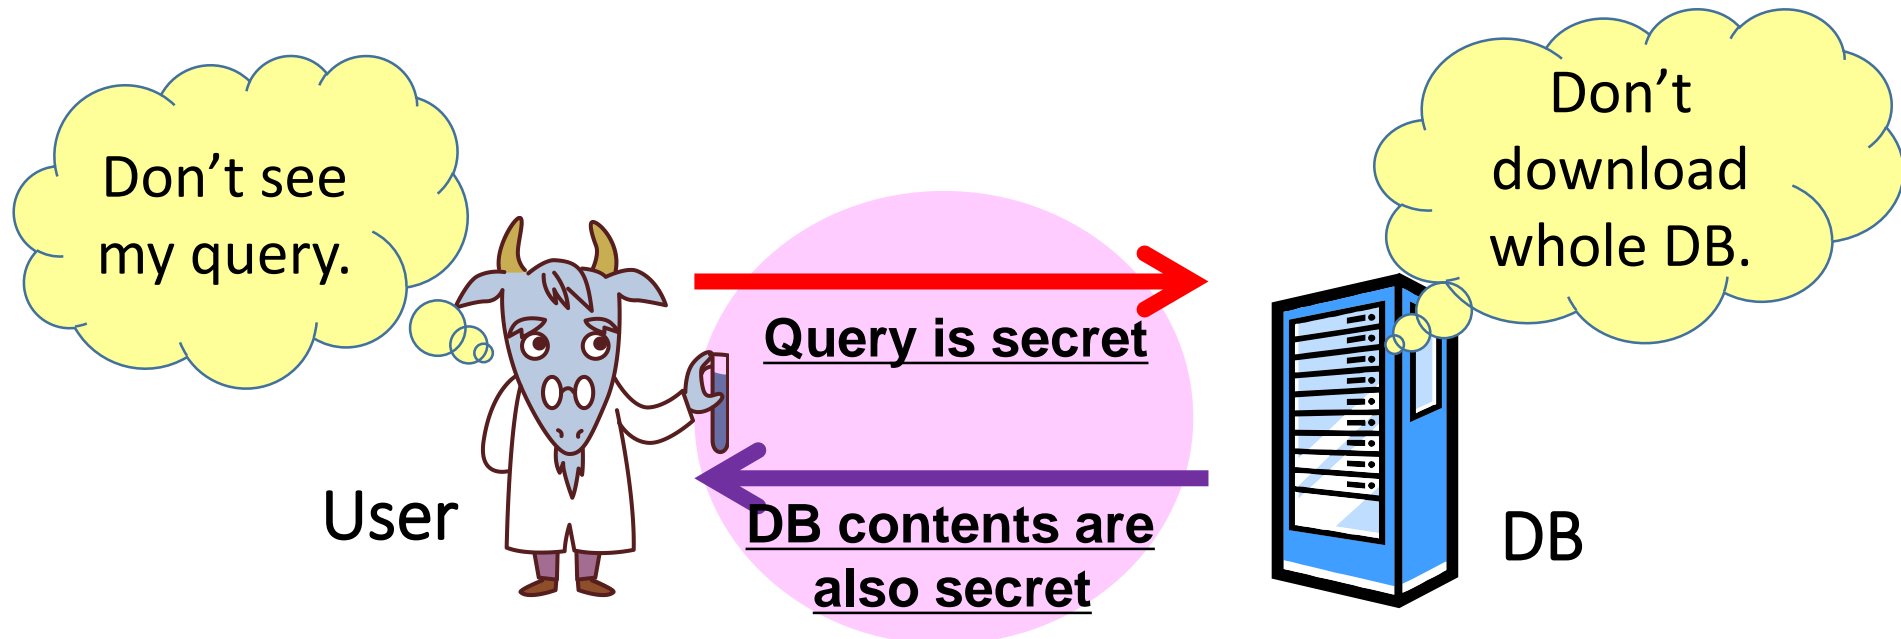 Don’t see
my query.
Don’t
download
whole DB.
Query is secret
DB contents are
also secret
User
DB